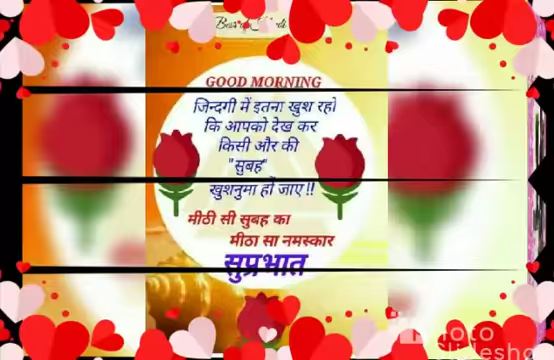 GOOD MORNING
जिन्दगी में इतना खुश रहो
कि आपको देख कर
किसी और की
"सुबह"
खुशनुमा हो जाए !!
मीठी सी सुबह का
मीठा सा नमस्कार
सुप्रभात